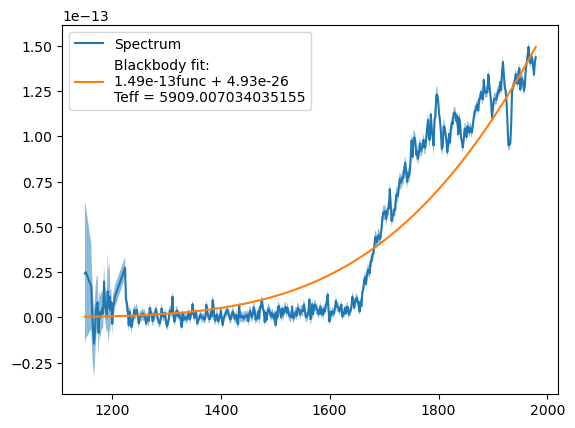 1e−13
Spectrum
Blackbody fit:
1.49e-13func + 4.93e-26
Teff = 5909.007034035155
1.50
1.25
1.00
0.75
0.50
0.25
0.00
−0.25
1200 1400 1600 1800 2000